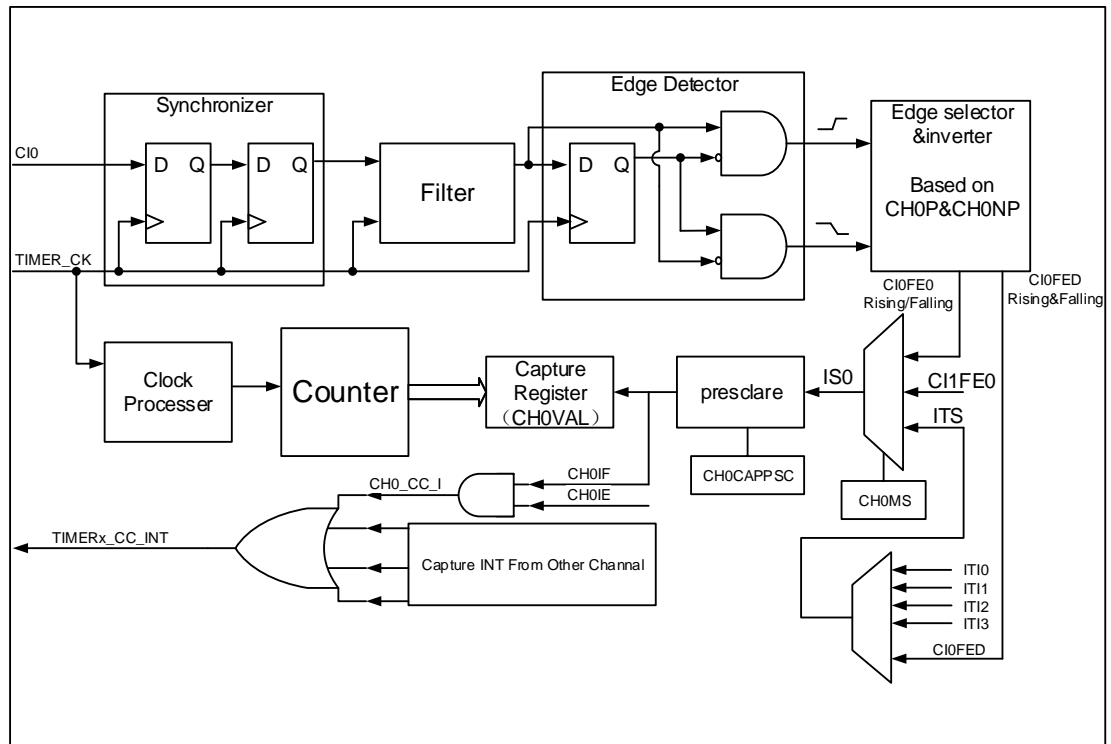 Synchronizer
Edge Detector
Edge selector
&inverter
Based on
CH0P&CH0NP
CI0
D Q
D Q
Filter
D Q
TIMER_CK
CI0FE0
Rising/Falling
CI0FED
Rising&Falling
Clock
Processer
Counter
Capture
Register
（CH0VAL）
presclare
IS0
CI1FE0
ITS
CH0CAPPSC
CH0MS
CH0_CC_I
CH0IF
CH0IE
TIMERx_CC_INT
Capture INT From Other Channel
ITI0
ITI1
ITI2
ITI3
CI0FED